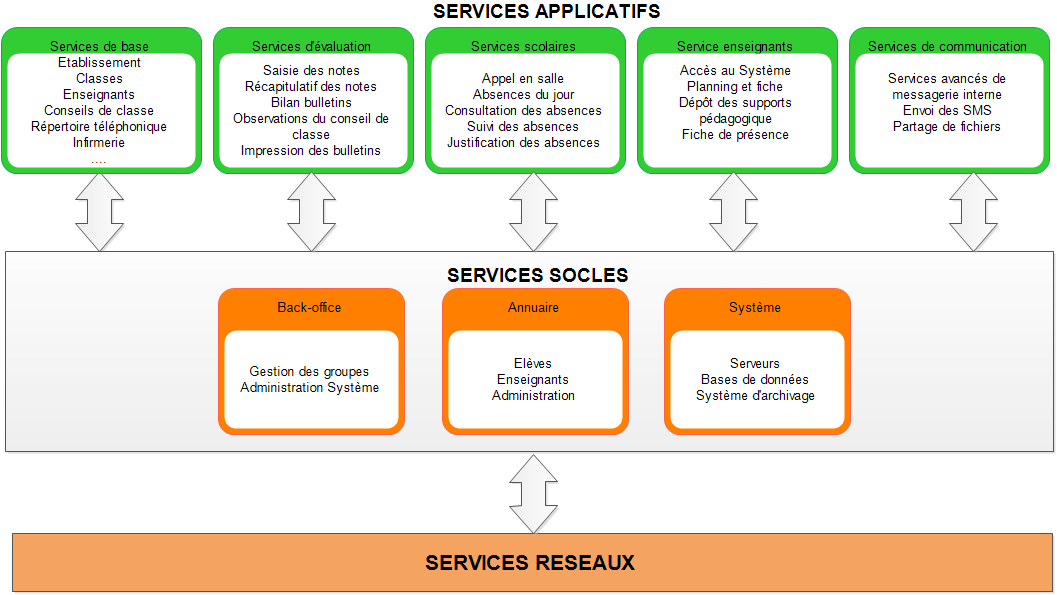 SERVICES APPLICATIFS
Services de base
Etablissement
Classes
Enseignants
Conseils de classe
Répertoire téléphonique
Infirmerie
....
Services d'évaluation
Saisie des notes
Récapitulatif des notes
Bilan bulletins
Observations du conseil de
classe
Impression des bulletins
Services scolaires
Appel en salle
Absences du jour
Consultation des absences
Suivi des absences
Justification des absences
Service enseignants
Accès au Système
Planning et fiche
Dépôt des supports
pédagogique
Fiche de présence
Services de communication
Services avancés de
messagerie interne
Envoi des SMS
Partage de fichiers
SERVICES SOCLES
Back-office
Gestion des groupes
Administration Système
Annuaire
Elèves
Enseignants
Administration
Système
Serveurs
Bases de données
Système d'archivage
SERVICES RESEAUX